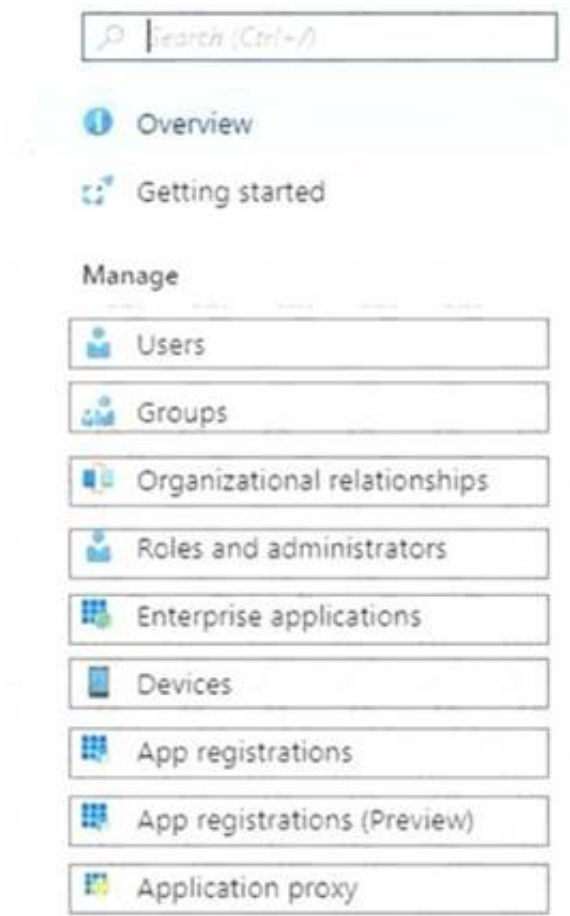 Search (Ctrl+/)
Overview
Getting started
Manage
Users
Groups
Organizational relationships
Roles and administrators
Enterprise applications
Devices
App registrations
App registrations (Preview)
Application proxy